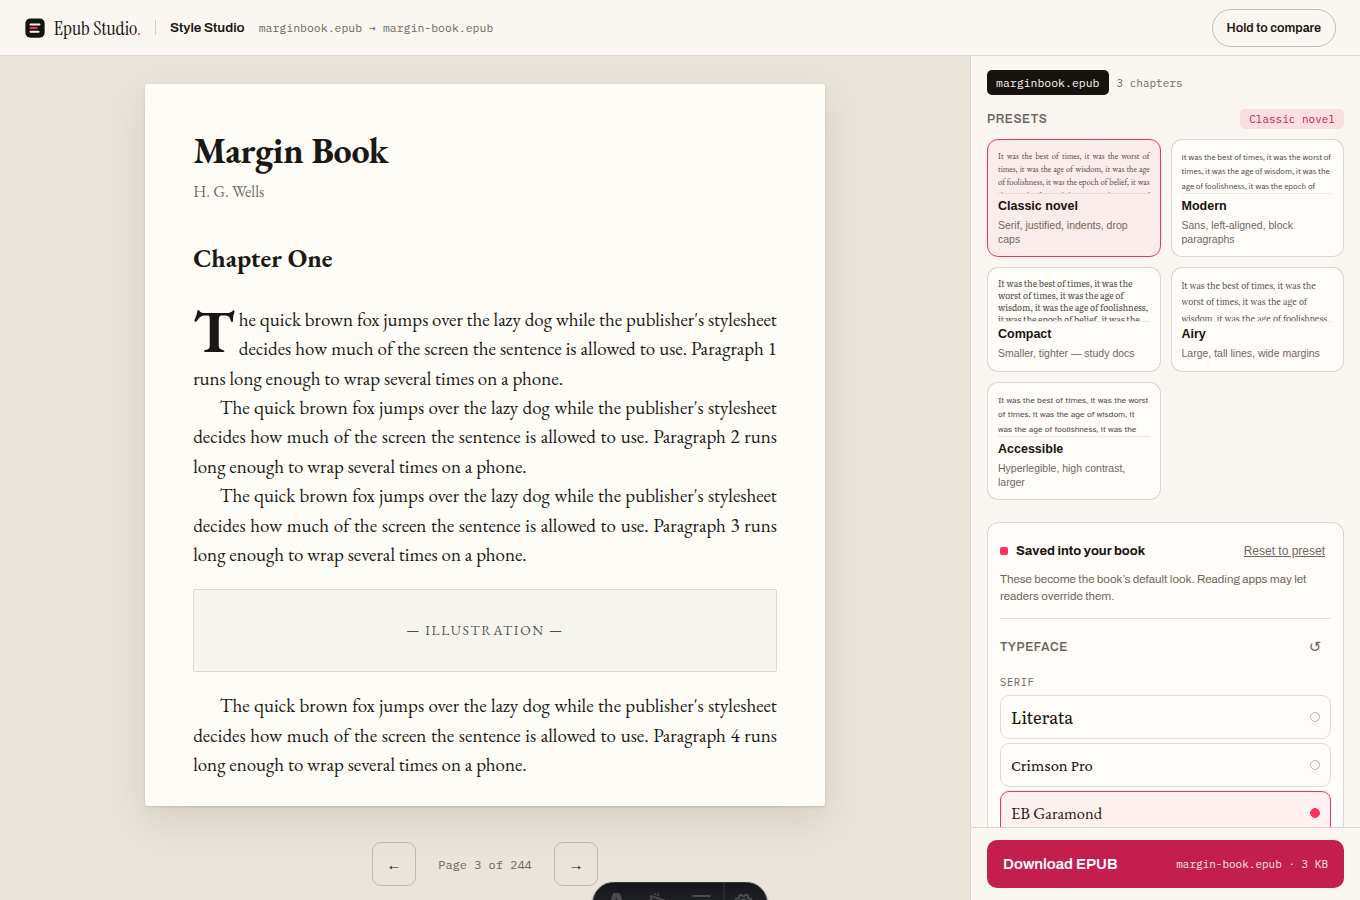 Epub Studio.
Style Studio
marginbook.epub → margin-book.epub
Hold to compare
Margin Book
H. G. Wells
Chapter One
The quick brown fox jumps over the lazy dog while the publisher's stylesheet
decides how much of the screen the sentence is allowed to use. Paragraph 1
runs long enough to wrap several times on a phone.
The quick brown fox jumps over the lazy dog while the publisher's stylesheet
decides how much of the screen the sentence is allowed to use. Paragraph 2 runs
long enough to wrap several times on a phone.
The quick brown fox jumps over the lazy dog while the publisher's stylesheet
decides how much of the screen the sentence is allowed to use. Paragraph 3 runs
long enough to wrap several times on a phone.
— ILLUSTRATION —
The quick brown fox jumps over the lazy dog while the publisher's stylesheet
decides how much of the screen the sentence is allowed to use. Paragraph 4 runs
long enough to wrap several times on a phone.
←
Page 3 of 244
→
marginbook.epub
3 chapters
PRESETS
Classic novel
It was the best of times, it was the worst of
times, it was the age of wisdom, it was the age
of foolishness, it was the epoch of belief, it was
Classic novel
Serif, justified, indents, drop
caps
It was the best of times, it was the worst of
times, it was the age of wisdom, it was the
age of foolishness, it was the epoch of
Modern
Sans, left-aligned, block
paragraphs
It was the best of times, it was the
worst of times, it was the age of
wisdom, it was the age of foolishness,
it was the epoch of belief, it was the
Compact
Smaller, tighter — study docs
It was the best of times, it was the
worst of times, it was the age of
wisdom, it was the age of foolishness,
Airy
Large, tall lines, wide margins
It was the best of times, it was the worst
of times, it was the age of wisdom, it
was the age of foolishness, it was the
Accessible
Hyperlegible, high contrast,
larger
Saved into your book
Reset to preset
These become the book's default look. Reading apps may let
readers override them.
TYPEFACE
↺
SERIF
Literata
Crimson Pro
EB Garamond
Download EPUB
margin-book.epub · 3 KB